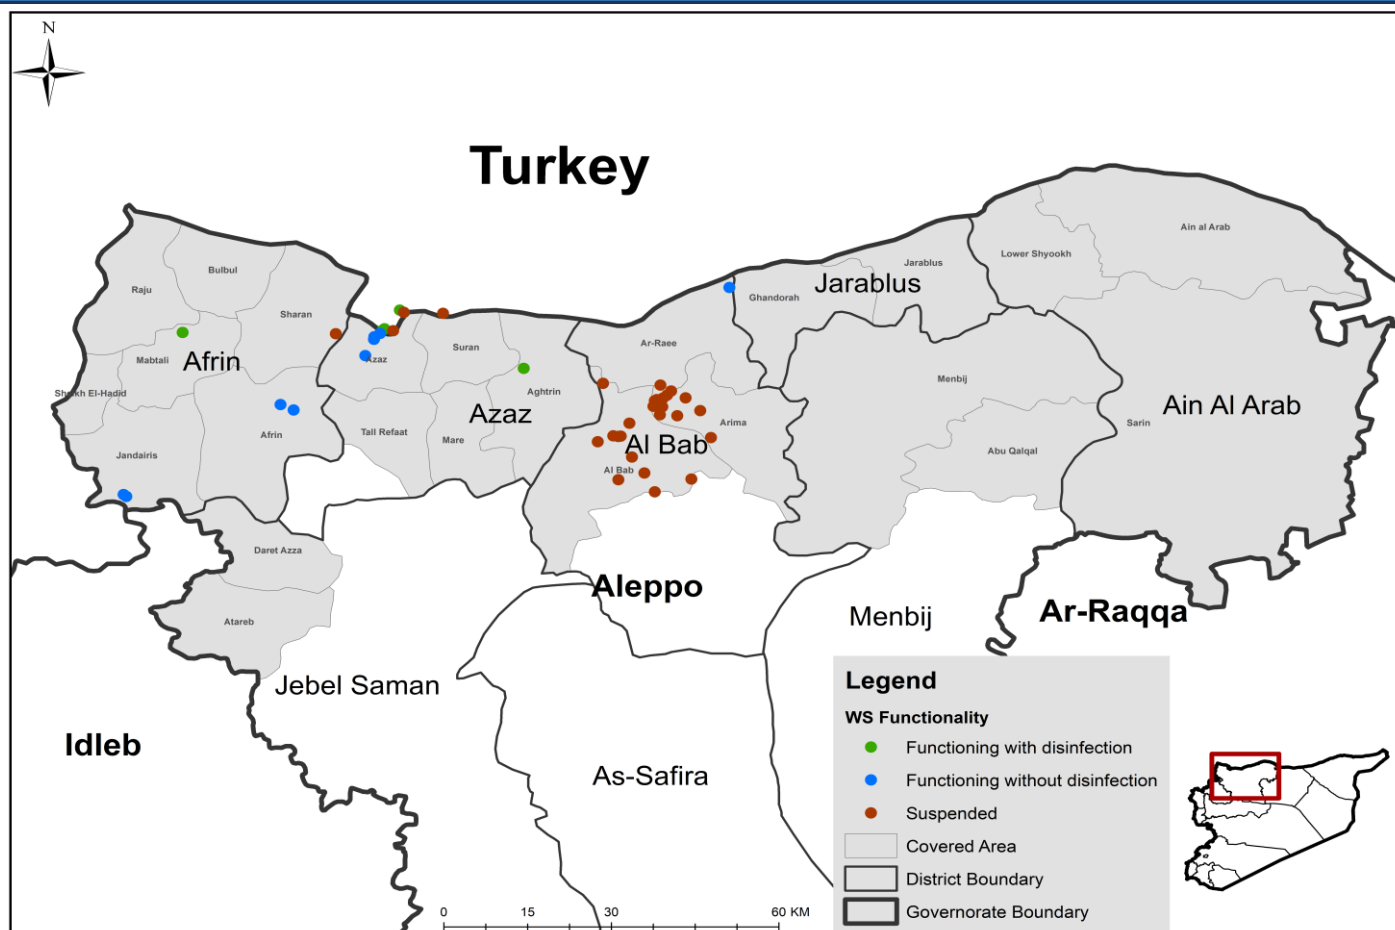 N
Turkey
Ain al Arab
Lower Shyookh
Jarablus
Bulbul
Raju
Jarablus
Ghandorah
Sharan
Mabtali
Afrin
Azaz
Suran
Ar-Raee
Menbij
Sheikh El-Hadid
Aghtrin
Azaz
Ain Al Arab
Afrin
Tall Refaat
Mare
Arima
Sarin
Al Bab
Abu Qalqal
Jandairis
Al Bab
Daret Azza
Aleppo
Menbij
Ar-Raqqa
Atareb
Jebel Saman
Idleb
As-Safira
Legend
WS Functionality
Functioning with disinfection
Functioning without disinfection
Suspended
Covered Area
District Boundary
Governorate Boundary
0 15 30 60 KM